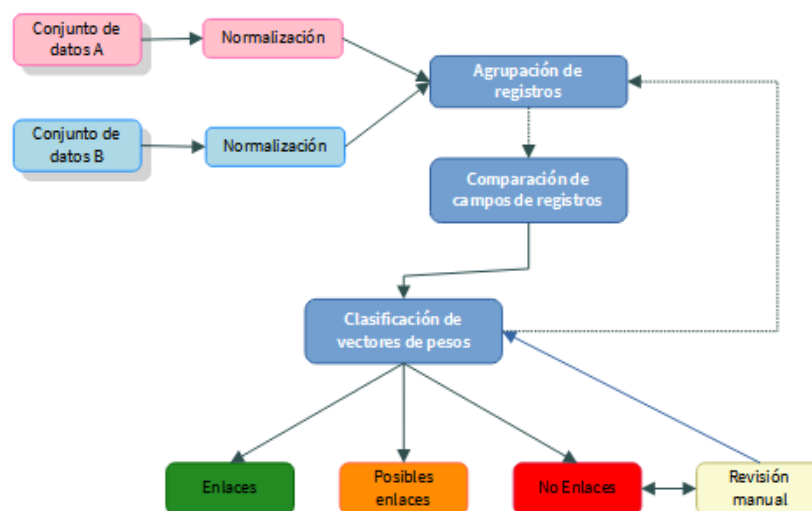 Conjunto de
datos A
Normalización
Agrupación de
registros
Conjunto de
datos B
Normalización
Comparación de
campos de registros
Clasificación de
vectores de pesos
Enlaces
Posibles
enlaces
No Enlaces
Revisión
manual